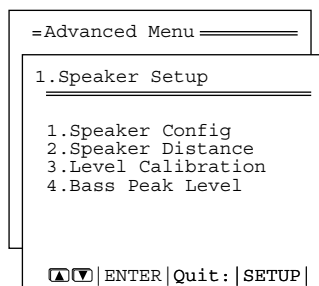 =Advanced Menu
1.Speaker Setup
1.Speaker Config
2.Speaker Distance
3.Level Calibration
4.Bass Peak Level
▲▼|ENTER|Quit:|SETUP|